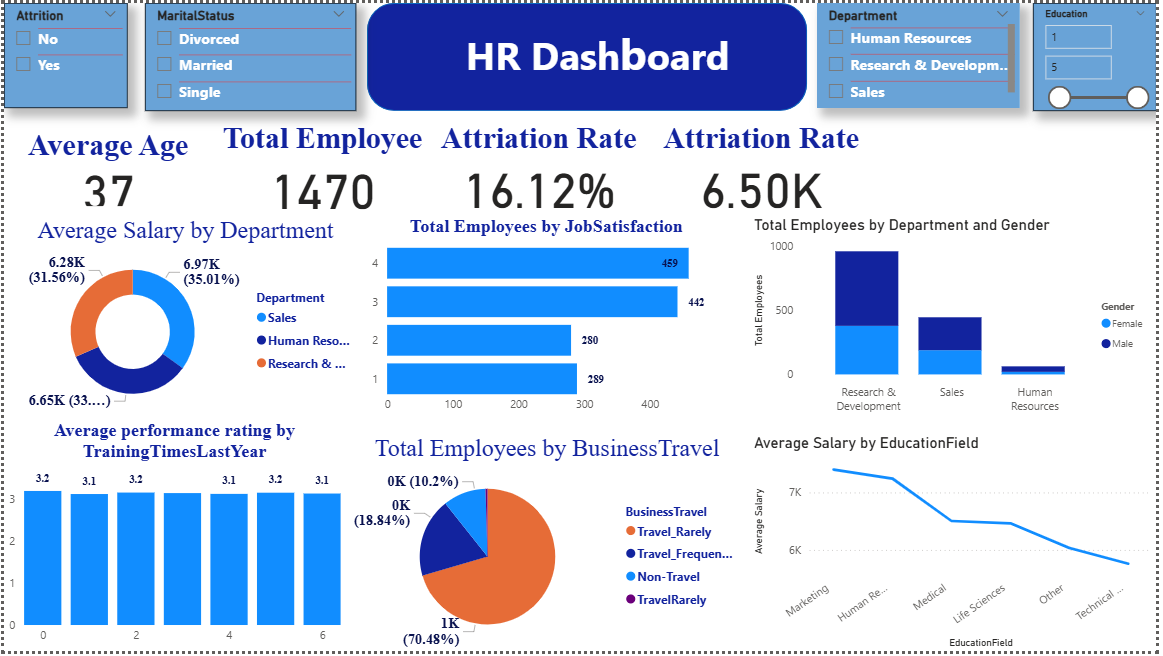 Attrition
No
Yes
MaritalStatus
Divorced
Married
Single
HR Dashboard
Department
Human Resources
Research & Developm...
Sales
Education
1
5
Average Age
37
Total Employee
1470
Attriation Rate
16.12%
Attriation Rate
6.50K
Average Salary by Department
6.28K
(31.56%)
6.97K
(35.01%)
6.65K (33....)
Department
Sales
Human Reso...
Research & ...
Total Employees by JobSatisfaction
4
459
3
442
2
280
1
289
0 100 200 300 400
Total Employees by Department and Gender
Total Employees
1000
500
0
Research &
Development
Sales
Human
Resources
Gender
Female
Male
Average performance rating by
TrainingTimesLastYear
3.2 3.1 3.2 3.1 3.2 3.1
3
2
1
0
0 2 4 6
Total Employees by BusinessTravel
0K (10.2%)
0K
(18.84%)
1K
(70.48%)
BusinessTravel
Travel_Rarely
Travel_Frequen...
Non-Travel
TravelRarely
Average Salary by EducationField
Average Salary
7K
6K
Marketing
Human Re...
Medical
Life Sciences
Other
Technical ...
EducationField